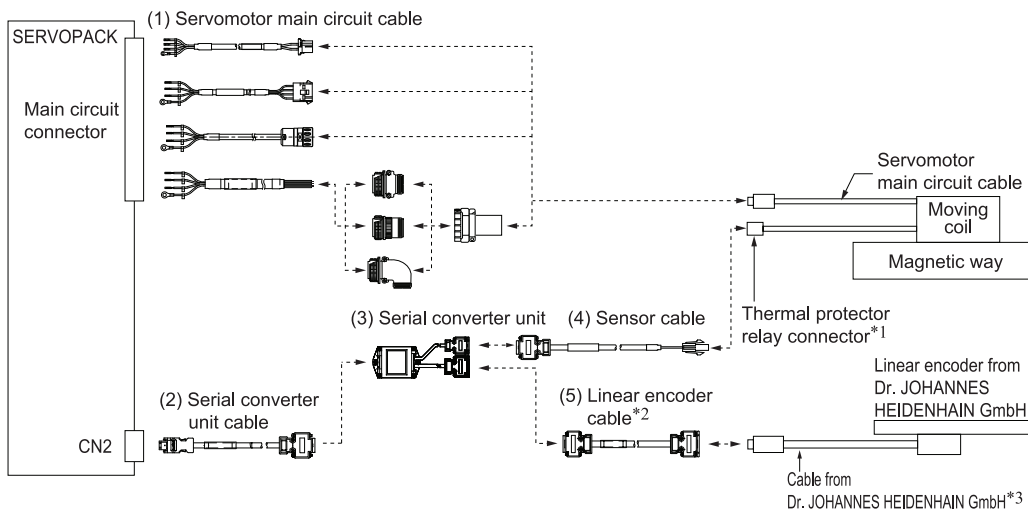 (1) Servomotor main circuit cable
SERVOPACK
Main circuit
connector
Servomotor
main circuit cable
Moving
coil
Magnetic way
Thermal protector
relay connector*1
(3) Serial converter unit
(4) Sensor cable
Linear encoder from
Dr. JOHANNES
HEIDENHAIN GmbH
(2) Serial converter
unit cable
(5) Linear encoder
cable*2
CN2
Cable from
Dr. JOHANNES HEIDENHAIN GmbH*3